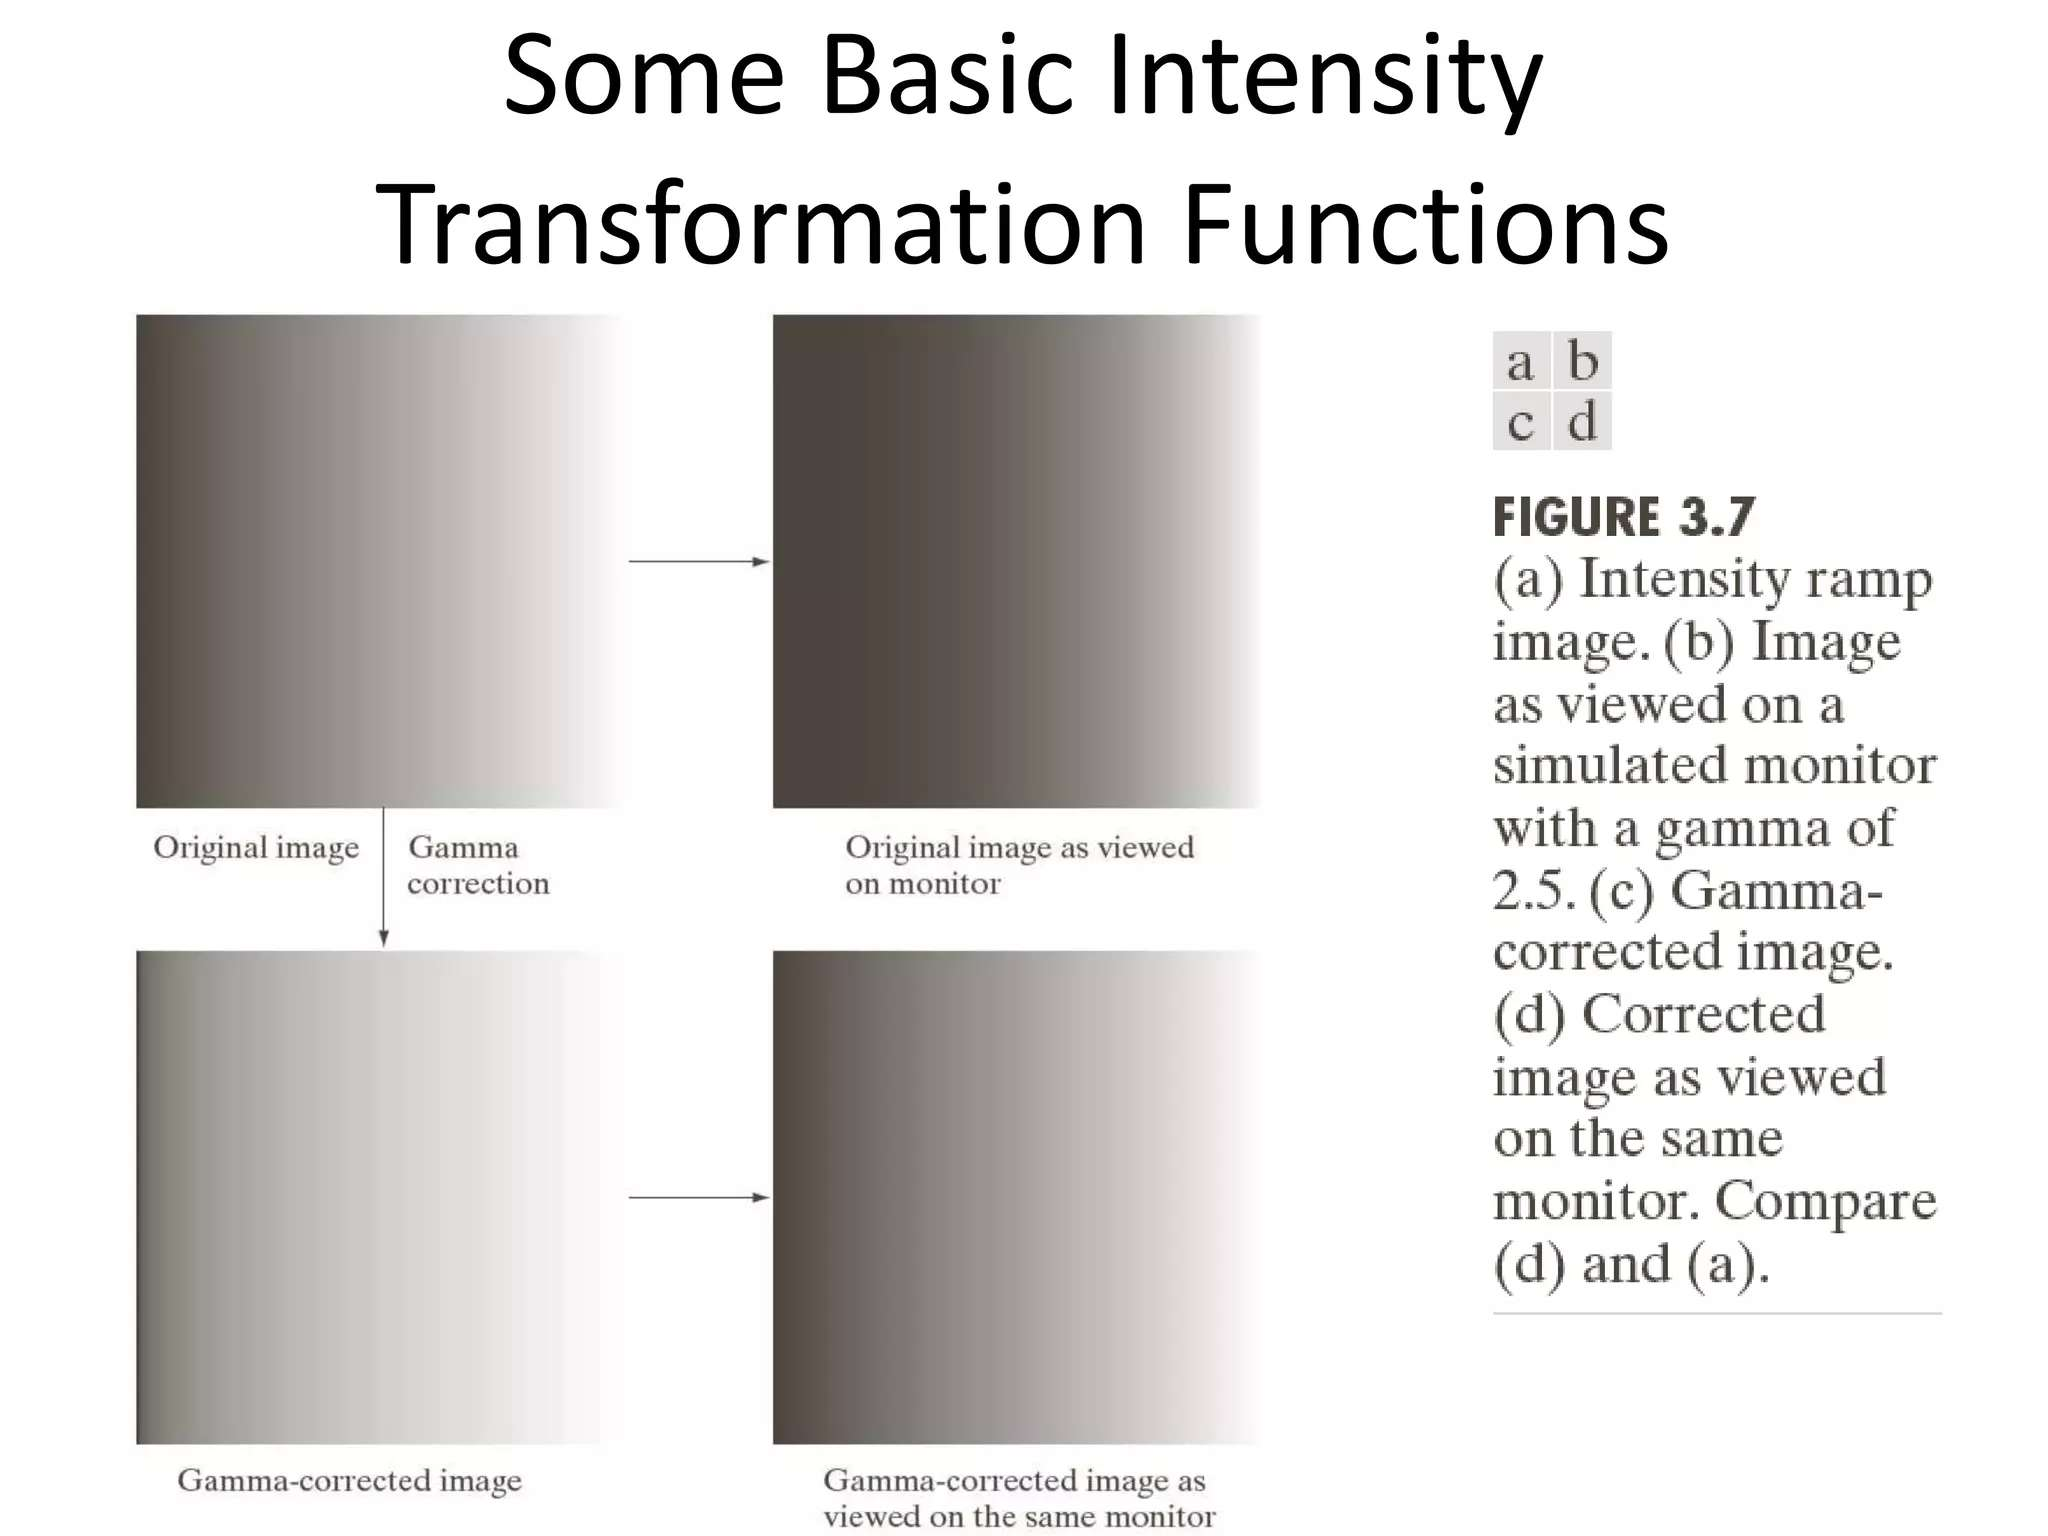 Some Basic Intensity
Transformation Functions
a b
c d
FIGURE 3.7
(a) Intensity ramp
image. (b) Image
as viewed on a
simulated monitor
with a gamma of
2.5. (c) Gamma-
corrected image.
(d) Corrected
image as viewed
on the same
monitor. Compare
(d) and (a).
Original image
Gamma
correction
Original image as viewed
on monitor
Gamma-corrected image
Gamma-corrected image as
viewed on the same monitor